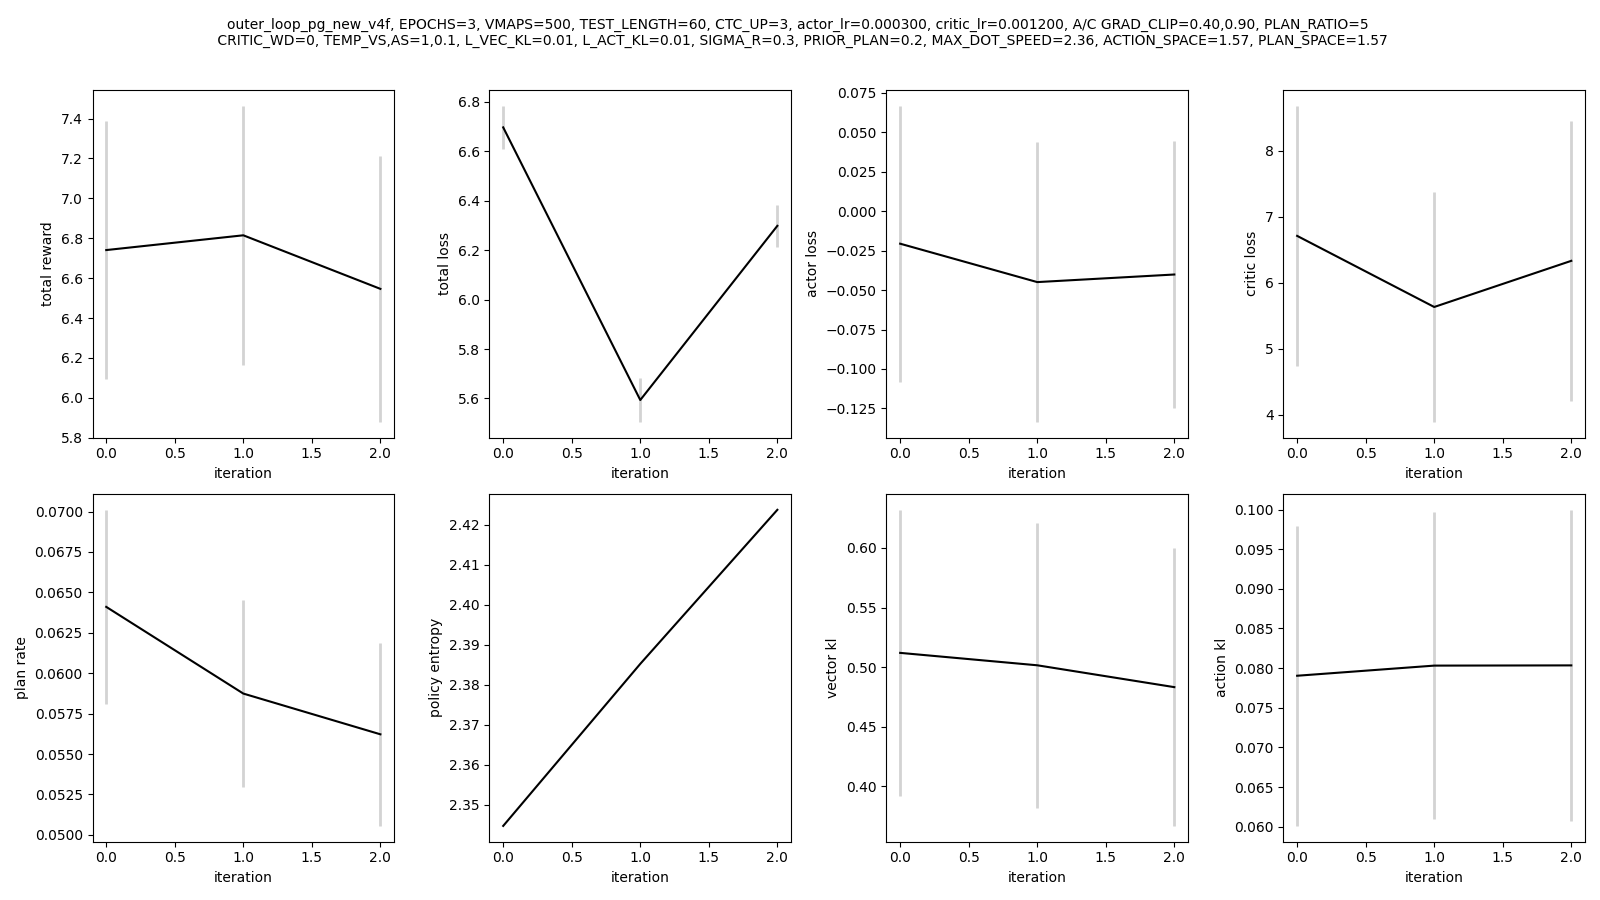 outer_loop_pg_new_v4f, EPOCHS=3, VMAPS=500, TEST_LENGTH=60, CTC_UP=3, actor_lr=0.000300, critic_lr=0.001200, A/C GRAD_CLIP=0.40,0.90, PLAN_RATIO=5
CRITIC_WD=0, TEMP_VS,AS=1,0.1, L_VEC_KL=0.01, L_ACT_KL=0.01, SIGMA_R=0.3, PRIOR_PLAN=0.2, MAX_DOT_SPEED=2.36, ACTION_SPACE=1.57, PLAN_SPACE=1.57
total reward
7.4
7.2
7.0
6.8
6.6
6.4
6.2
6.0
5.8
0.0 0.5 1.0 1.5 2.0
iteration
total loss
6.8
6.6
6.4
6.2
6.0
5.8
5.6
0.0 0.5 1.0 1.5 2.0
iteration
actor loss
0.075
0.050
0.025
0.000
−0.025
−0.050
−0.075
−0.100
−0.125
0.0 0.5 1.0 1.5 2.0
iteration
critic loss
8
7
6
5
4
0.0 0.5 1.0 1.5 2.0
iteration
plan rate
0.0700
0.0675
0.0650
0.0625
0.0600
0.0575
0.0550
0.0525
0.0500
0.0 0.5 1.0 1.5 2.0
iteration
policy entropy
2.42
2.41
2.40
2.39
2.38
2.37
2.36
2.35
0.0 0.5 1.0 1.5 2.0
iteration
vector kl
0.60
0.55
0.50
0.45
0.40
0.0 0.5 1.0 1.5 2.0
iteration
action kl
0.100
0.095
0.090
0.085
0.080
0.075
0.070
0.065
0.060
0.0 0.5 1.0 1.5 2.0
iteration